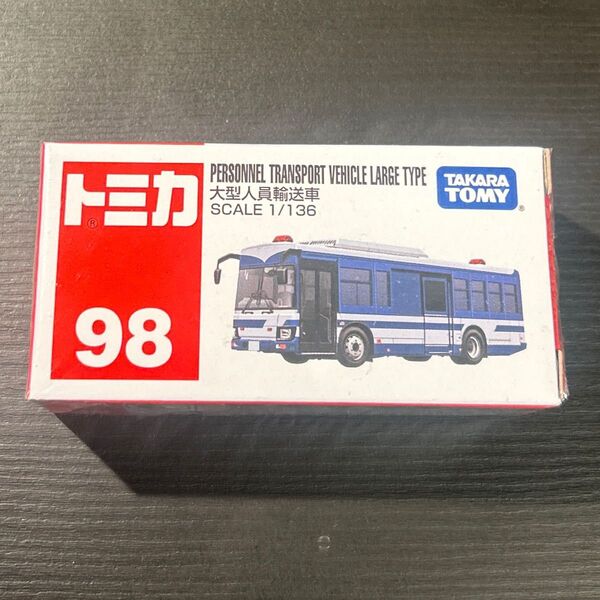 トミカ
®
98
PERSONNEL TRANSPORT VEHICLE LARGE TYPE
大型人員輸送車
SCALE 1/136
TAKARA
TOMY
®